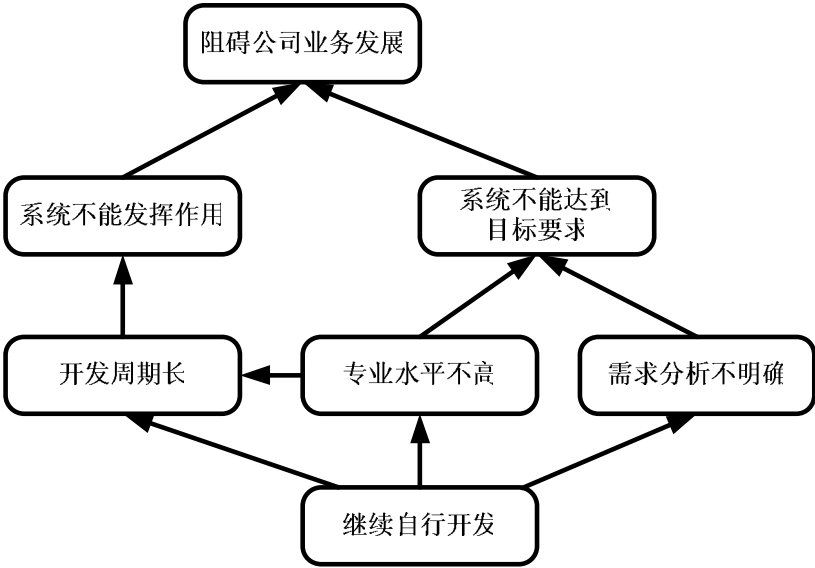 阻碍公司业务发展
系统不能发挥作用
系统不能达到
目标要求
开发周期长
专业水平不高
需求分析不明确
继续自行开发